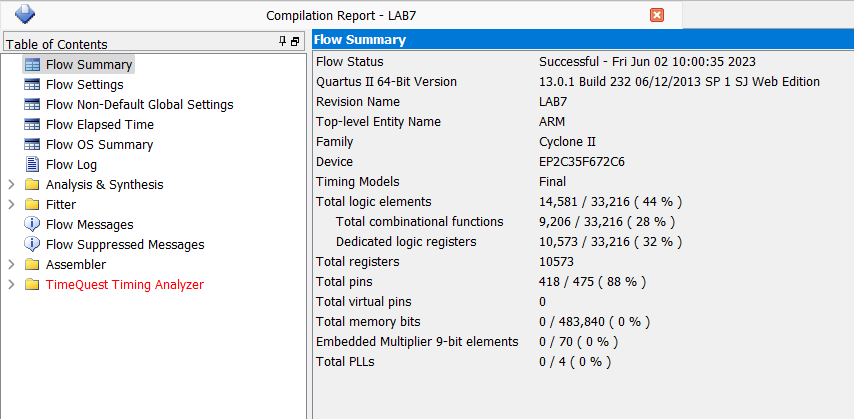 Compilation Report - LAB7
Table of Contents
Flow Summary
Flow Settings
Flow Non-Default Global Settings
Flow Elapsed Time
Flow OS Summary
Flow Log
Analysis & Synthesis
Fitter
Flow Messages
Flow Suppressed Messages
Assembler
TimeQuest Timing Analyzer
Flow Summary
Flow Status Successful - Fri Jun 02 10:00:35 2023
Quartus II 64-Bit Version 13.0.1 Build 232 06/12/2013 SP 1 SJ Web Edition
Revision Name LAB7
Top-level Entity Name ARM
Family Cyclone II
Device EP2C35F672C6
Timing Models Final
Total logic elements 14,581 / 33,216 ( 44 % )
Total combinational functions 9,206 / 33,216 ( 28 % )
Dedicated logic registers 10,573 / 33,216 ( 32 % )
Total registers 10573
Total pins 418 / 475 ( 88 % )
Total virtual pins 0
Total memory bits 0 / 483,840 ( 0 % )
Embedded Multiplier 9-bit elements 0 / 70 ( 0 % )
Total PLLs 0 / 4 ( 0 % )